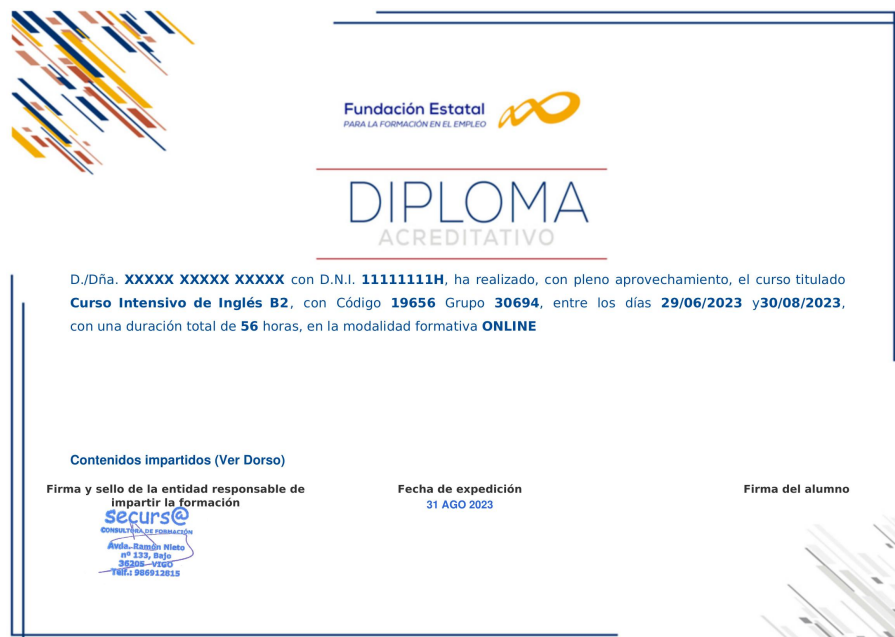 Fundación Estatal
PARA LA FORMACIÓN EN EL EMPLEO
DIPLOMA
ACREDITATIVO
D./Dña. XXXXX XXXXX XXXXX con D.N.I. 11111111H, ha realizado, con pleno aprovechamiento, el curso titulado
Curso Intensivo de Inglés B2, con Código 19656 Grupo 30694, entre los días 29/06/2023 y30/08/2023,
con una duración total de 56 horas, en la modalidad formativa ONLINE
Contenidos impartidos (Ver Dorso)
Firma y sello de la entidad responsable de
impartir la formación
Fecha de expedición
31 AGO 2023
Firma del alumno
securs@
CONSULTORA DE FORMACIÓN
Avda. Ramón Nieto
nº 133, Bajo
36205 - VIGO
Telf.: 986912815